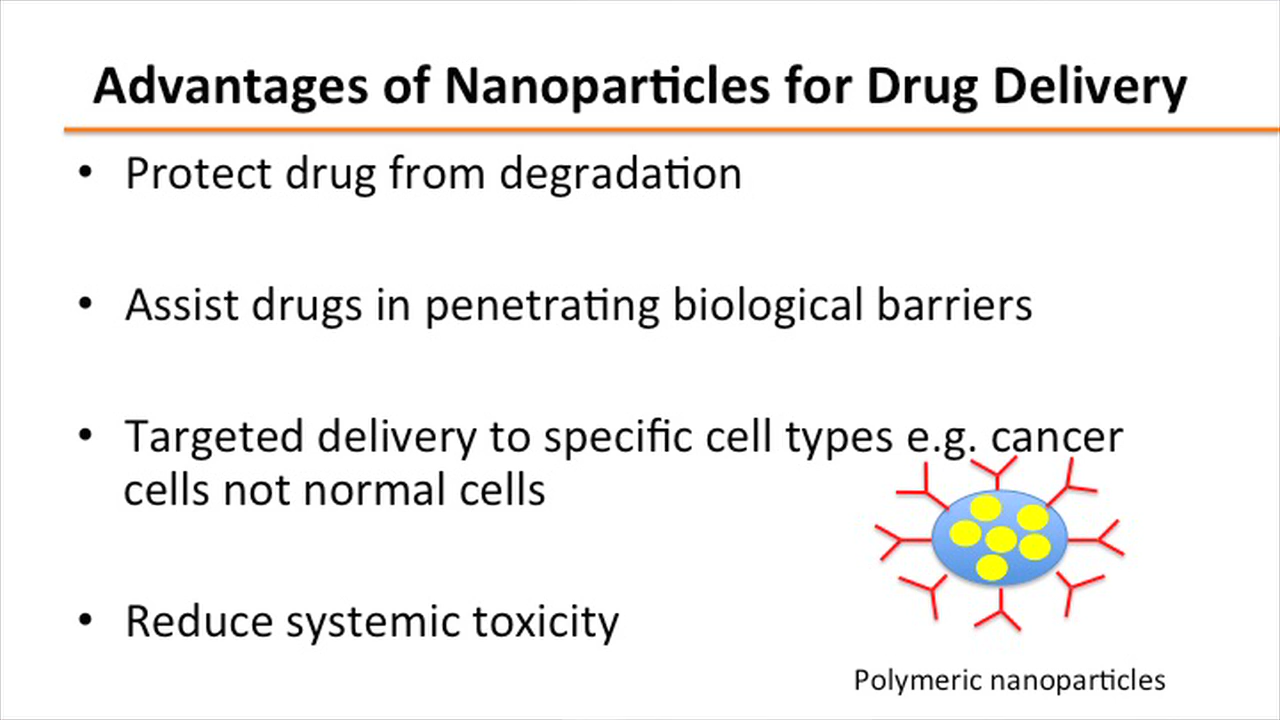 Advantages of Nanoparticles for Drug Delivery
• Protect drug from degradation
• Assist drugs in penetrating biological barriers
• Targeted delivery to specific cell types e.g. cancer
cells not normal cells
• Reduce systemic toxicity
Polymeric nanoparticles